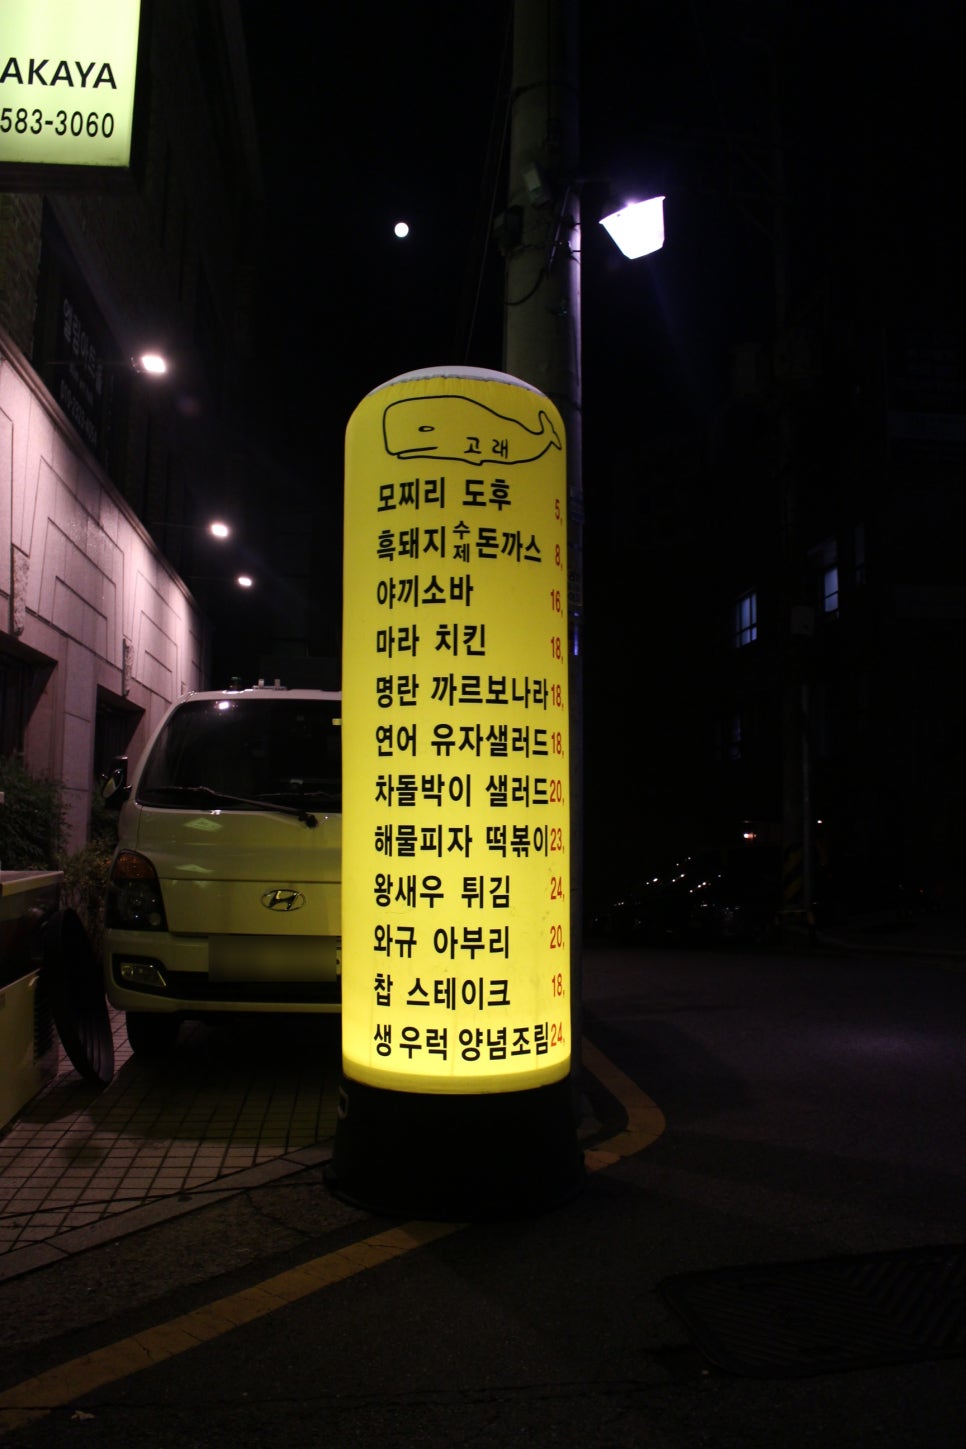 AKAYA
583-3060
고래
모찌리 도후 5,
흑돼지 수제 돈까스 8,
야끼소바 16,
마라 치킨 18,
명란 까르보나라 18,
연어 유자샐러드 18,
차돌박이 샐러드 20,
해물피자 떡볶이 23,
왕새우 튀김 24,
와규 아부리 20,
찹 스테이크 18,
생우럭 양념조림 24,